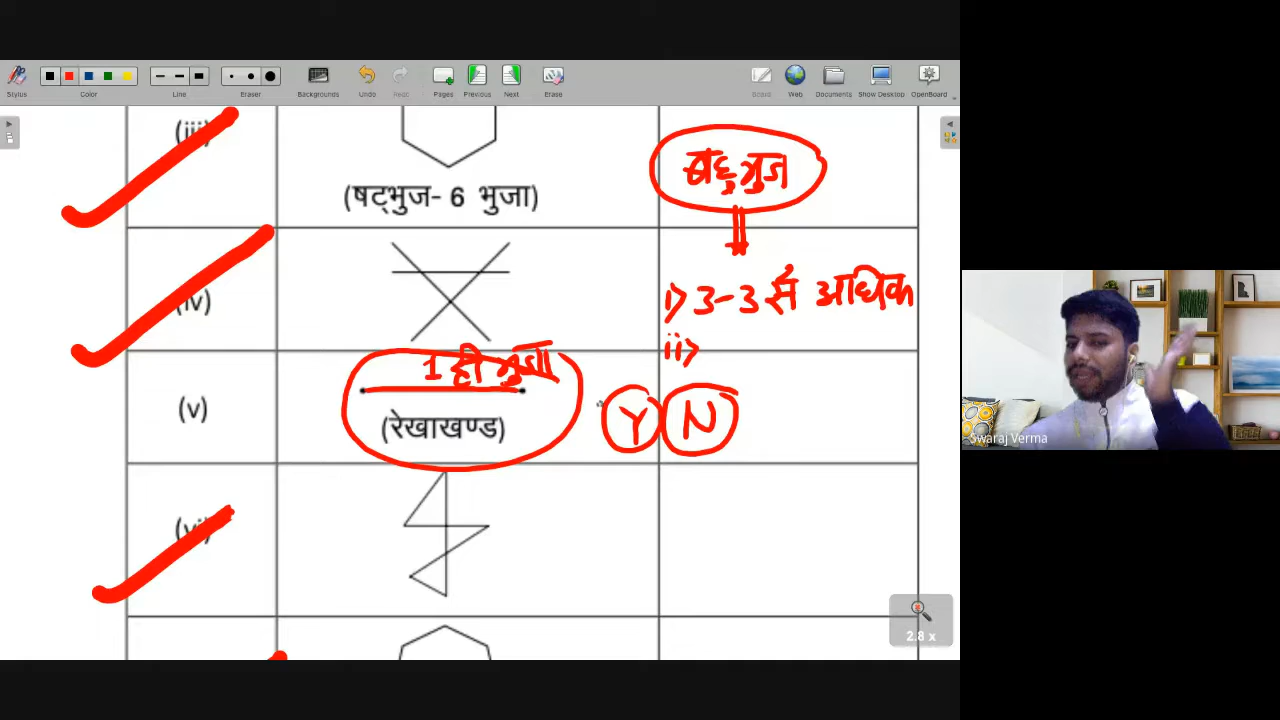 Stylus Color Line Eraser Backgrounds Undo Redo Pages Previous Next Erase Board Web Documents Show Desktop OpenBoard
(iii)
(षट्भुज- 6 भुजा)
बहुभुज
(iv)
i> 3-3 से अधिक
ii>
1 ही भुजा
(v)
(रेखाखण्ड)
Y N
Swaraj Verma
(vi)
2.8 x